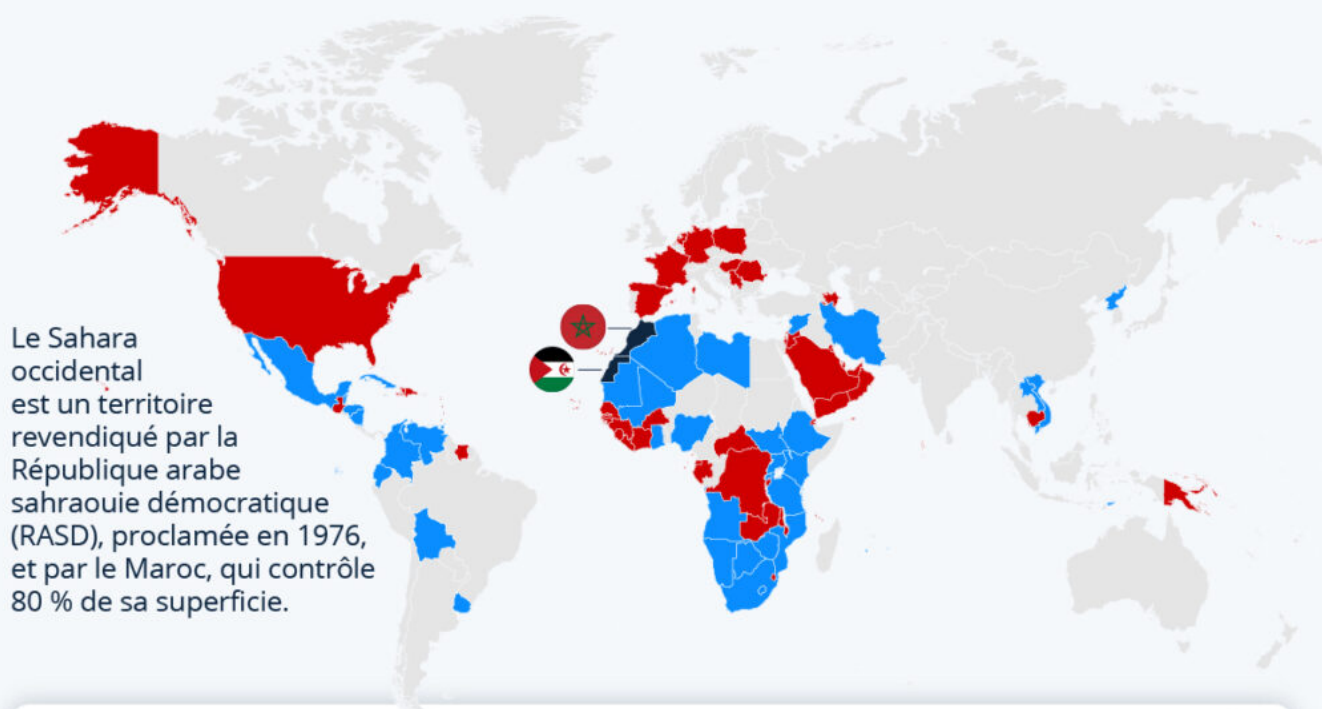 Le Sahara
occidental
est un territoire
revendiqué par la
République arabe
sahraouie démocratique
(RASD), proclamée en 1976,
et par le Maroc, qui contrôle
80 % de sa superficie.